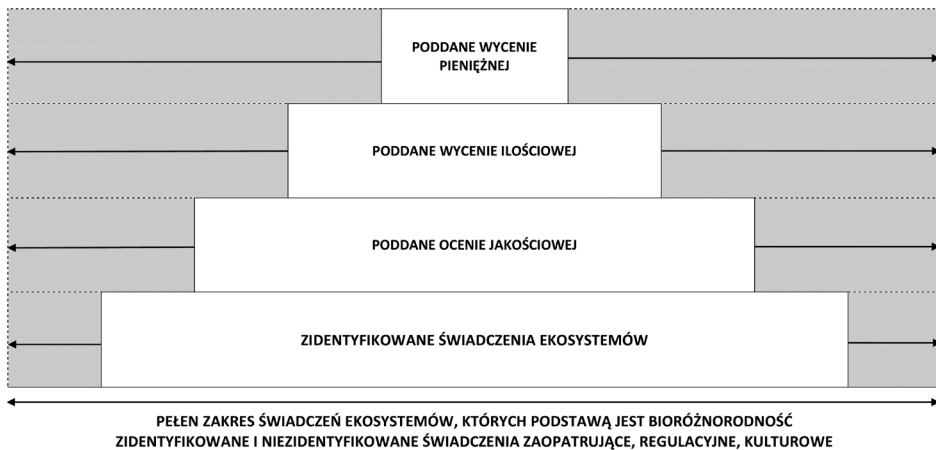 PODDANE WYCENIE
PIENIĘŻNEJ
PODDANE WYCENIE ILOŚCIOWEJ
PODDANE OCENIE JAKOŚCIOWEJ
ZIDENTYFIKOWANE ŚWIADCZENIA EKOSYSTEMÓW
PEŁEN ZAKRES ŚWIADCZEŃ EKOSYSTEMÓW, KTÓRYCH PODSTAWĄ JEST BIORÓŻNORODNOŚĆ
ZIDENTYFIKOWANE I NIEZIDENTYFIKOWANE ŚWIADCZENIA ZAOPATRUJĄCE, REGULACYJNE, KULTUROWE